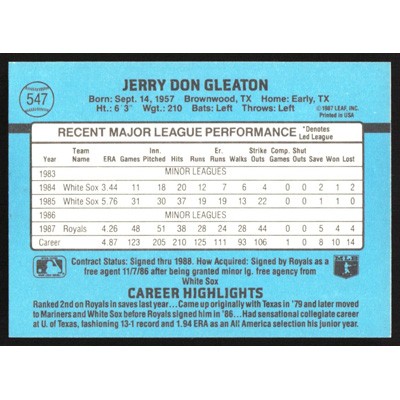 547
JERRY DON GLEATON
Born: Sept. 14, 1957 Brownwood, TX Home: Early, TX
Ht.: 6'3" Wgt.: 210 Bats: Left Throws: Left
©1987 LEAF, INC.
Printed in USA
RECENT MAJOR LEAGUE PERFORMANCE *Denotes Led League
Year Team Name ERA Games Inn. Pitched Hits Runs Er. Runs Walks Strike Outs Comp. Games Shut Outs Save Won Lost
1983 MINOR LEAGUES
1984 White Sox 3.44 11 18 20 12 7 6 4 0 0 2 1 2
1985 White Sox 5.76 31 30 37 19 19 13 22 0 0 1 1 0
1986 MINOR LEAGUES
1987 Royals 4.26 48 51 38 28 24 28 44 0 0 5 4 4
Career 4.87 123 205 210 125 111 93 106 1 0 8 10 14
Contract Status: Signed thru 1988. How Acquired: Signed by Royals as a
free agent 11/7/86 after being granted minor lg. free agency from
White Sox
CAREER HIGHLIGHTS
Ranked 2nd on Royals in saves last year...Came up originally with Texas in '79 and later moved
to Mariners and White Sox before Royals signed him in '86...Had sensational collegiate career
at U. of Texas, fashioning 13-1 record and 1.94 ERA as an All America selection his junior year.